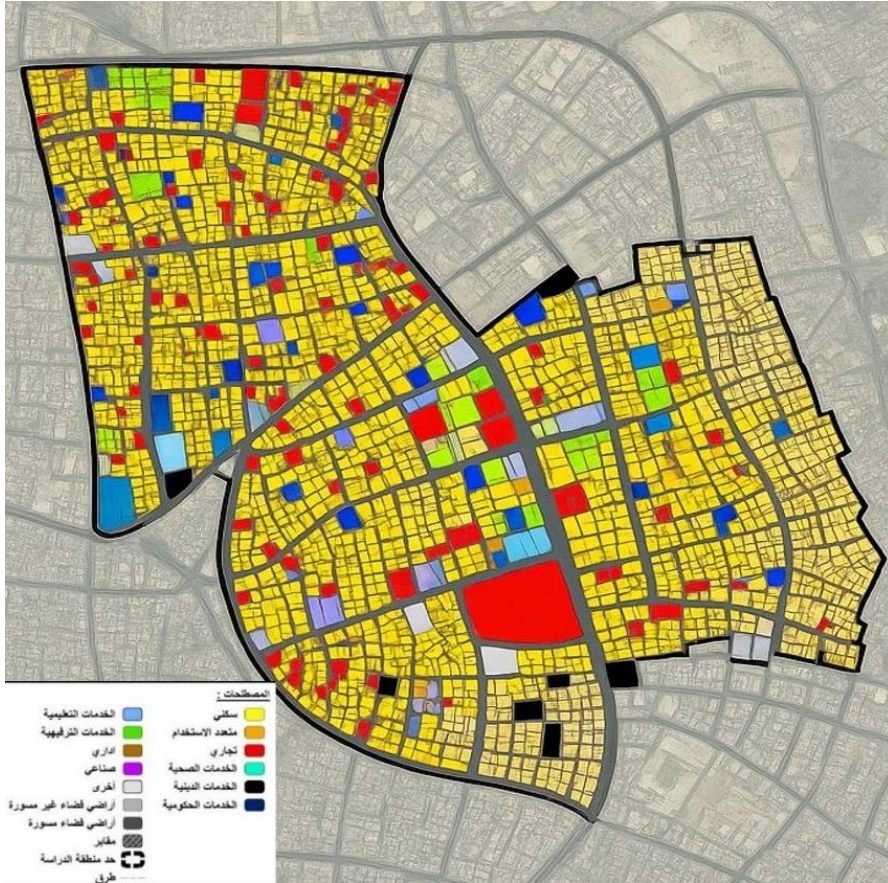 المصطلحات :
سكني
متعدد الاستخدام
تجاري
الخدمات الصحية
الخدمات الدينية
الخدمات الحكومية
الخدمات التعليمية
الخدمات الترفيهية
اداري
صناعي
أخرى
أراضي فضاء غير مسورة
أراضي فضاء مسورة
مقابر
حد منطقة الدراسة
طرق